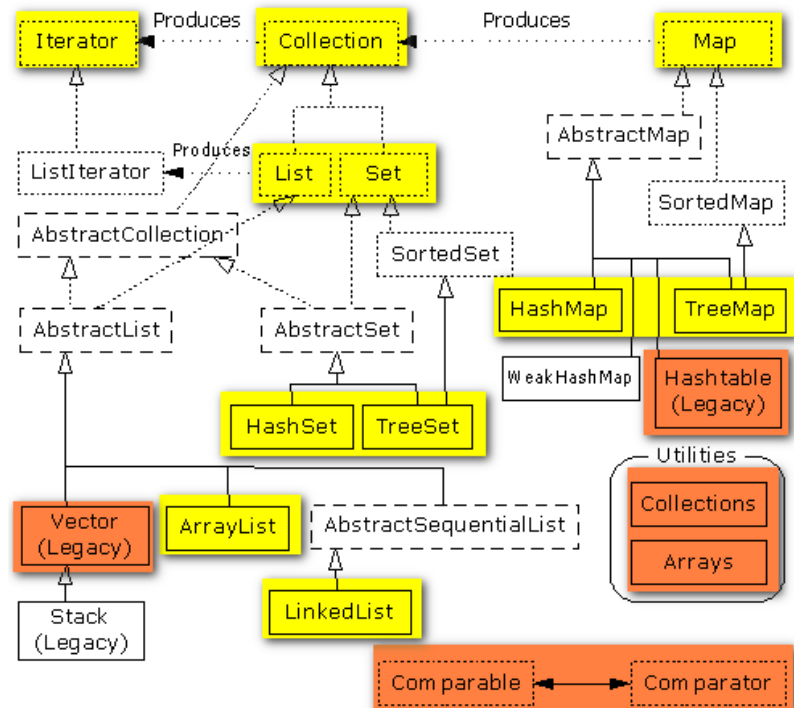 Produces
Produces
Iterator
Collection
Map
AbstractMap
Produces
ListIterator
List
Set
SortedMap
AbstractCollection
SortedSet
HashMap
TreeMap
AbstractList
AbstractSet
WeakHashMap
Hashtable
(Legacy)
HashSet
TreeSet
Utilities
Collections
Vector
(Legacy)
ArrayList
AbstractSequentialList
Arrays
LinkedList
Stack
(Legacy)
Comparable
Comparator